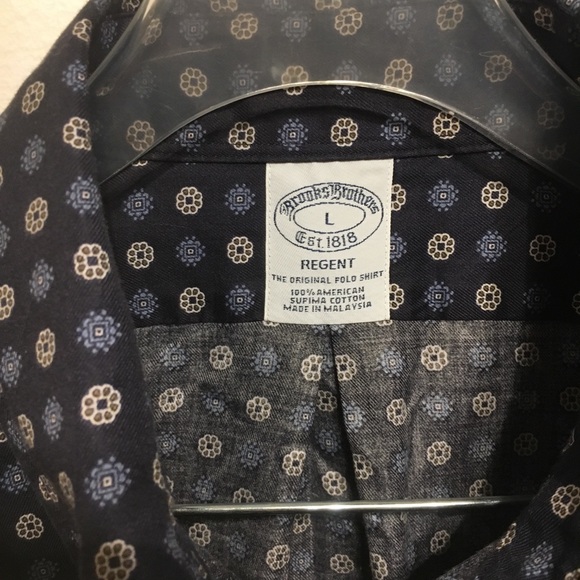 Brooks Brothers
L
Est. 1818
REGENT
THE ORIGINAL POLO SHIRT
100% AMERICAN
SUPIMA COTTON
MADE IN MALAYSIA